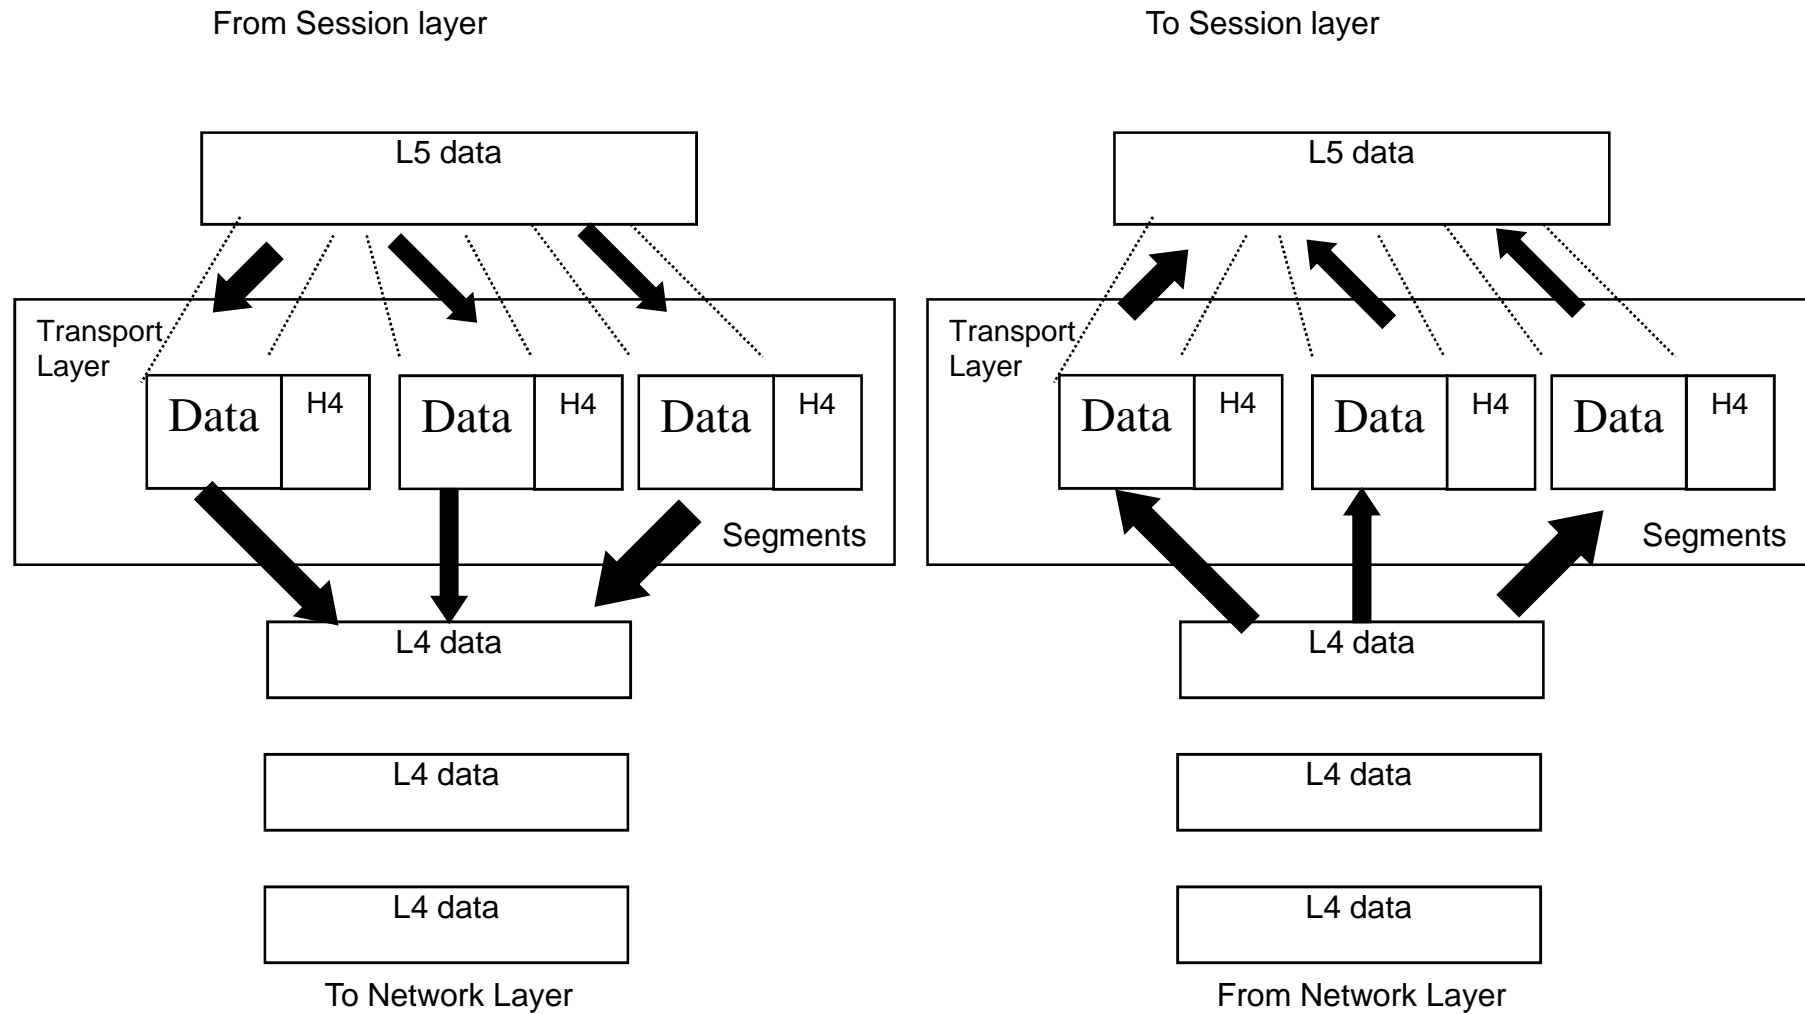 From Session layer
L5 data
Transport
Layer
Data
H4
Data
H4
Data
H4
Segments
L4 data
L4 data
L4 data
To Network Layer
To Session layer
L5 data
Transport
Layer
Data
H4
Data
H4
Data
H4
Segments
L4 data
L4 data
L4 data
From Network Layer